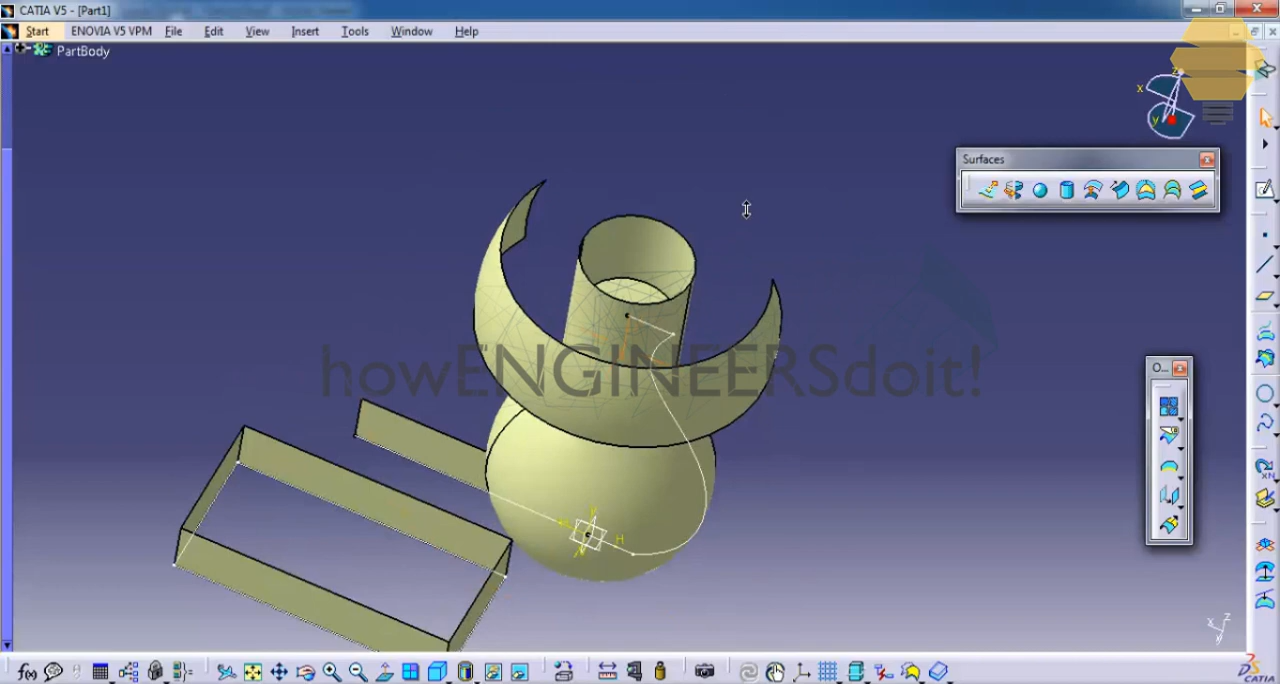 CATIA V5 - [Part1]
Start ENOVIA V5 VPM File Edit View Insert Tools Window Help
PartBody
z
x
y
Surfaces
howENGINEERSdoit!
O...
H
f(x)
CATIA